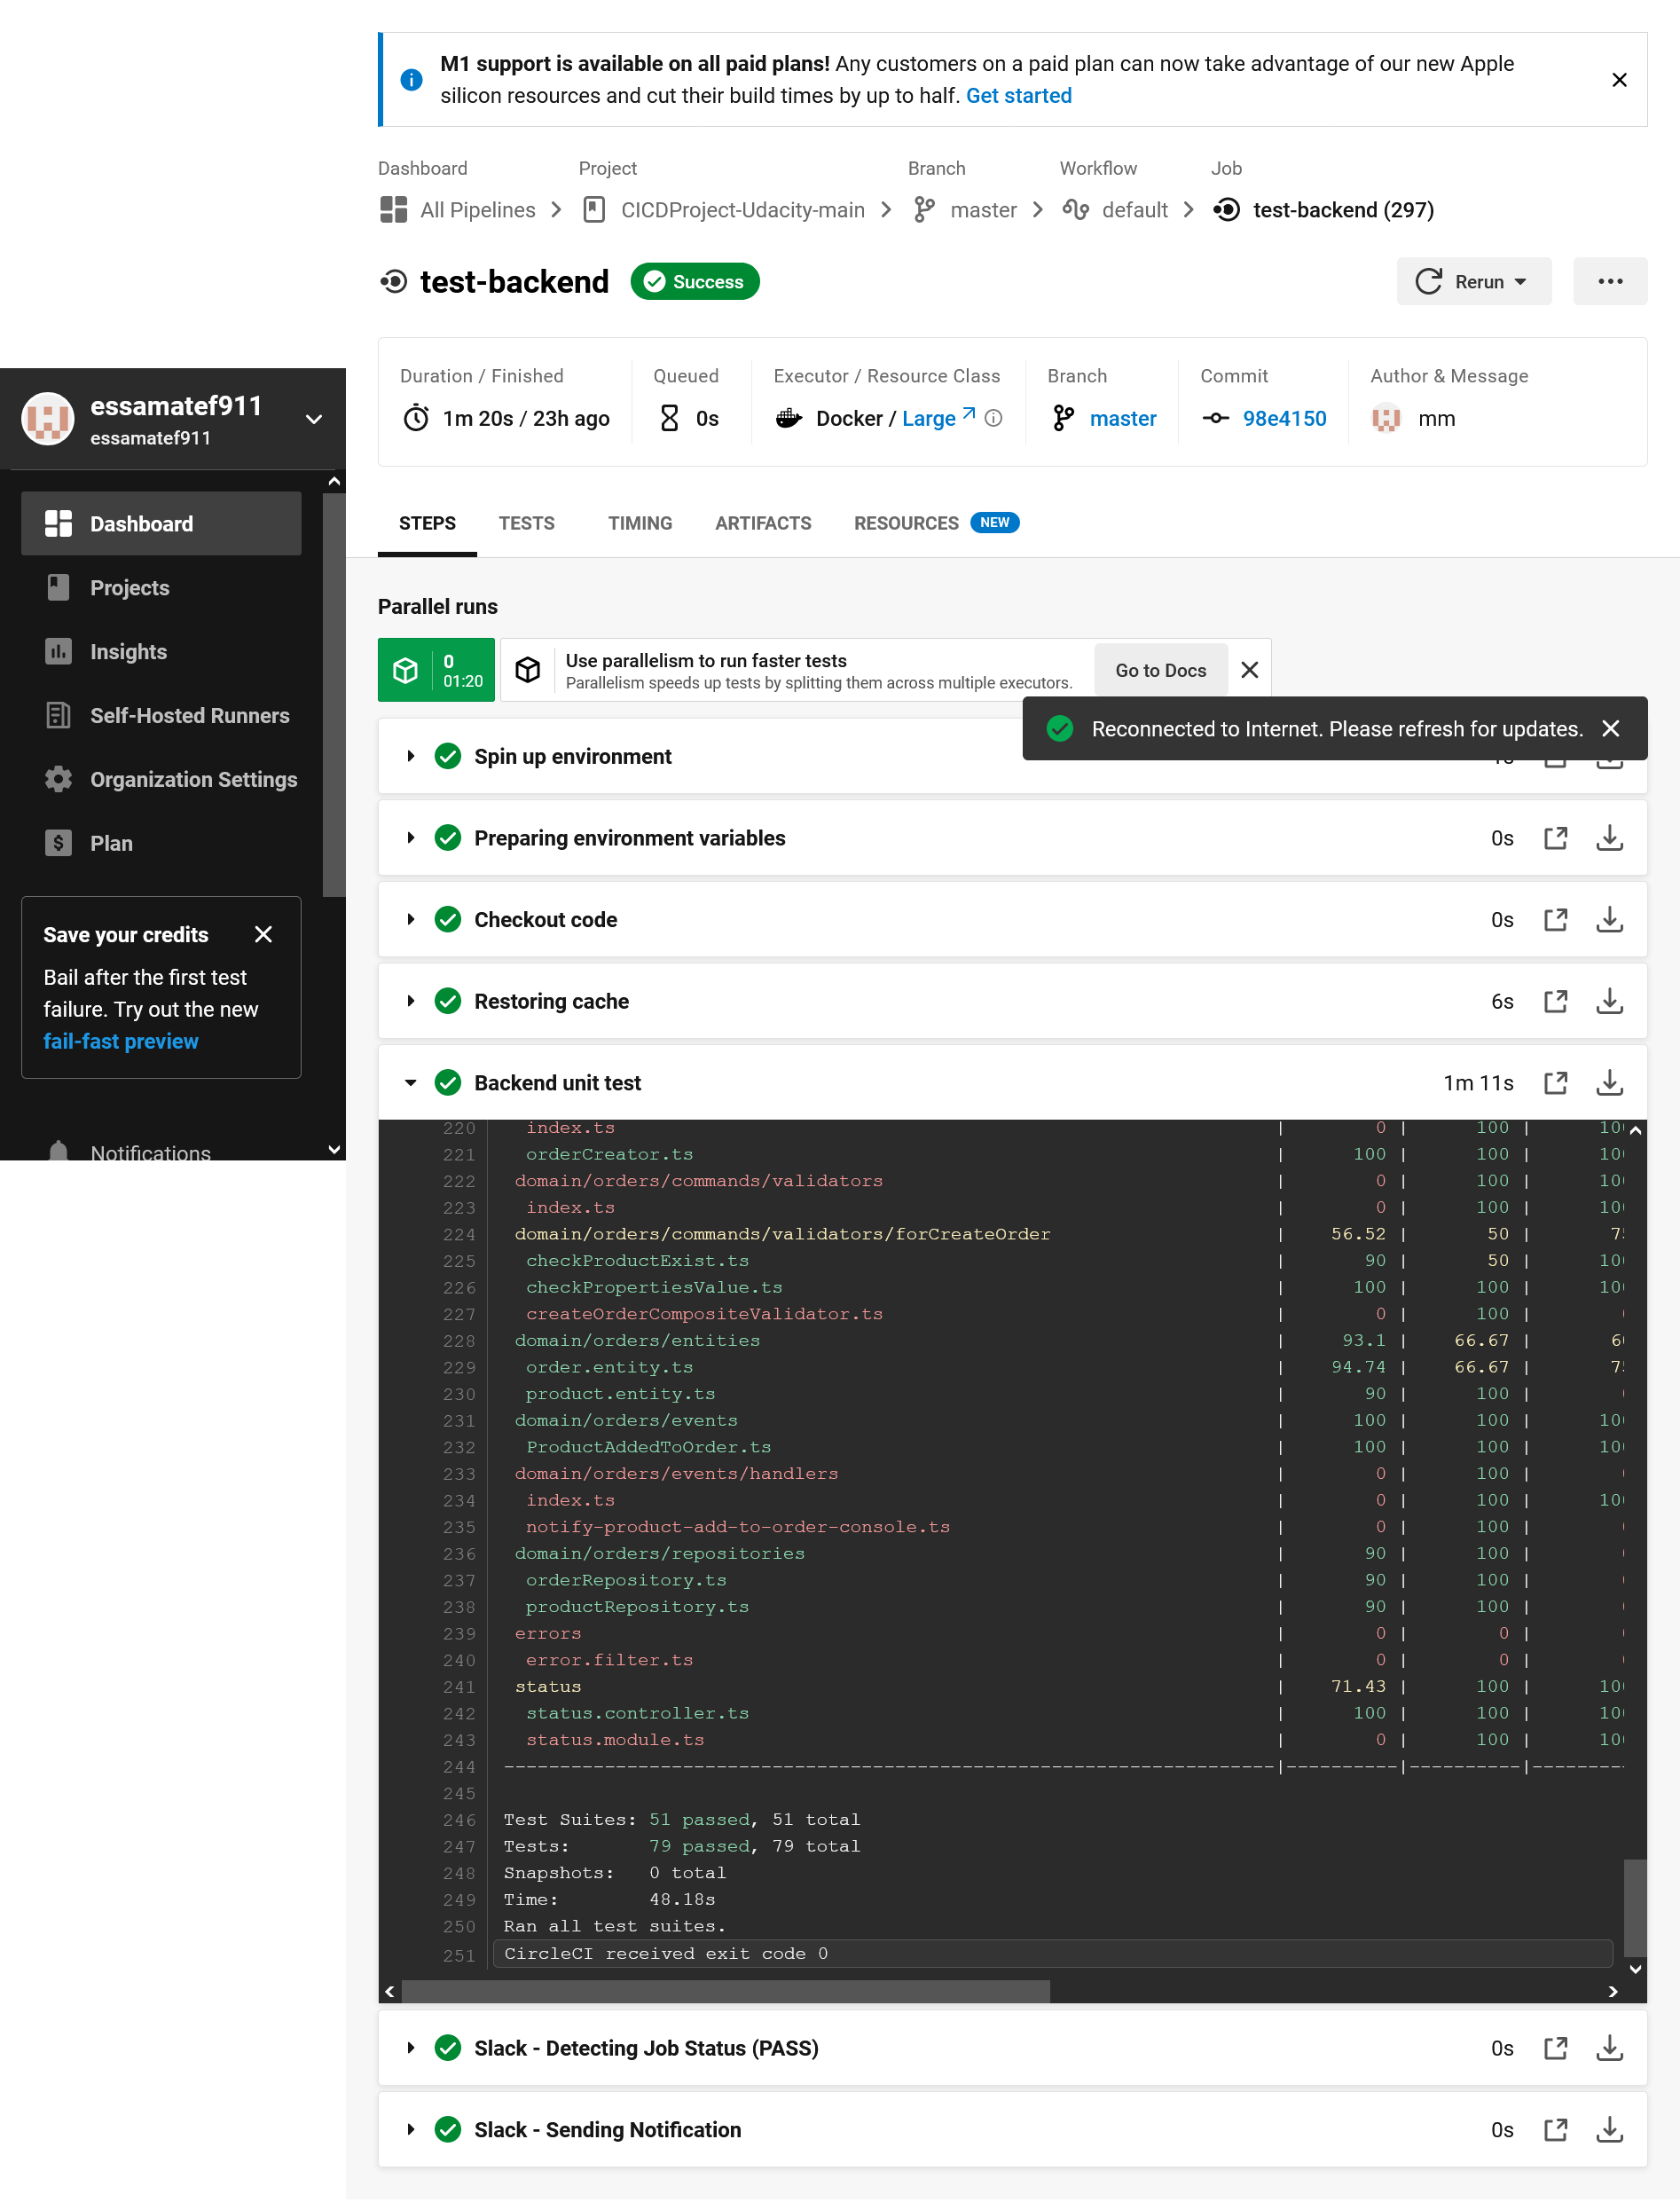 M1 support is available on all paid plans! Any customers on a paid plan can now take advantage of our new Apple
silicon resources and cut their build times by up to half. Get started
Dashboard Project Branch Workflow Job
All Pipelines CICDProject-Udacity-main master default test-backend (297)
test-backend Success Rerun
Duration / Finished Queued Executor / Resource Class Branch Commit Author & Message
1m 20s / 23h ago 0s Docker / Large master 98e4150 mm
essamatef911
essamatef911
Dashboard
Projects
Insights
Self-Hosted Runners
Organization Settings
Plan
Save your credits
Bail after the first test
failure. Try out the new
fail-fast preview
Notifications
STEPS TESTS TIMING ARTIFACTS RESOURCES NEW
Parallel runs
0
01:20
Use parallelism to run faster tests
Parallelism speeds up tests by splitting them across multiple executors.
Go to Docs
Reconnected to Internet. Please refresh for updates.
Spin up environment
Preparing environment variables 0s
Checkout code 0s
Restoring cache 6s
Backend unit test 1m 11s
220 index.ts | 0 | 100 | 10
221 orderCreator.ts | 100 | 100 | 10
222 domain/orders/commands/validators | 0 | 100 | 10
223 index.ts | 0 | 100 | 10
224 domain/orders/commands/validators/forCreateOrder | 56.52 | 50 | 7
225 checkProductExist.ts | 90 | 50 | 10
226 checkPropertiesValue.ts | 100 | 100 | 10
227 createOrderCompositeValidator.ts | 0 | 100 |
228 domain/orders/entities | 93.1 | 66.67 | 6
229 order.entity.ts | 94.74 | 66.67 | 7
230 product.entity.ts | 90 | 100 |
231 domain/orders/events | 100 | 100 | 10
232 ProductAddedToOrder.ts | 100 | 100 | 10
233 domain/orders/events/handlers | 0 | 100 |
234 index.ts | 0 | 100 | 10
235 notify-product-add-to-order-console.ts | 0 | 100 |
236 domain/orders/repositories | 90 | 100 |
237 orderRepository.ts | 90 | 100 |
238 productRepository.ts | 90 | 100 |
239 errors | 0 | 0 |
240 error.filter.ts | 0 | 0 |
241 status | 71.43 | 100 | 10
242 status.controller.ts | 100 | 100 | 10
243 status.module.ts | 0 | 100 | 10
244 ---------------------------------------------------------------------|----------|----------|---------
245
246 Test Suites: 51 passed, 51 total
247 Tests: 79 passed, 79 total
248 Snapshots: 0 total
249 Time: 48.18s
250 Ran all test suites.
251 CircleCI received exit code 0
Slack - Detecting Job Status (PASS) 0s
Slack - Sending Notification 0s